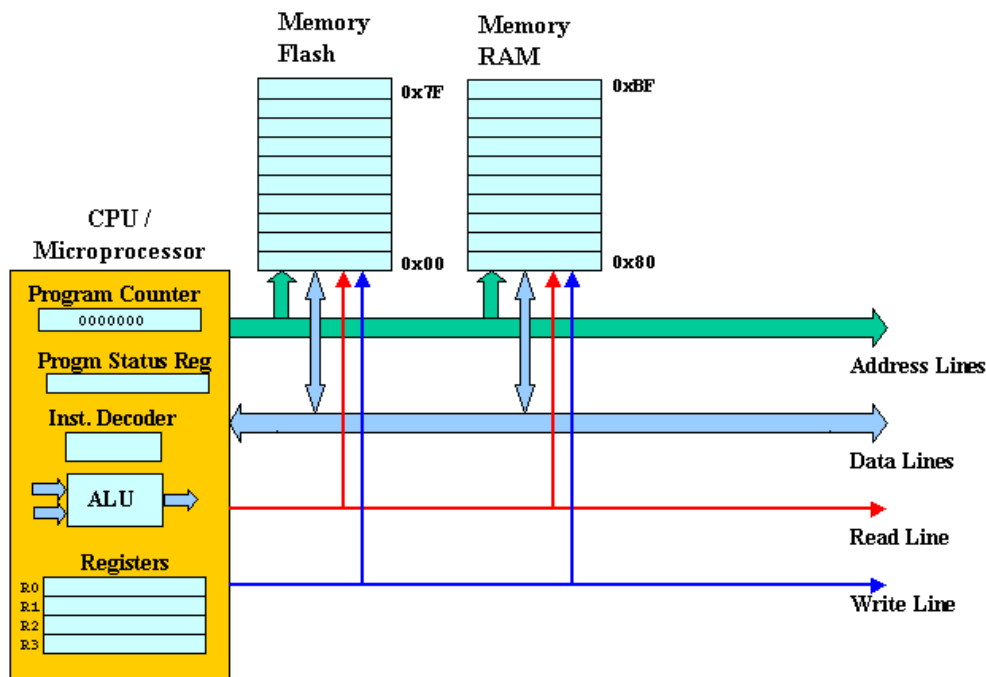 Memory
Flash
Memory
RAM
0x7F
0xBF
0x00
0x80
CPU /
Microprocessor
Program Counter
0000000
Progm Status Reg
Inst. Decoder
ALU
Registers
R0
R1
R2
R3
Address Lines
Data Lines
Read Line
Write Line